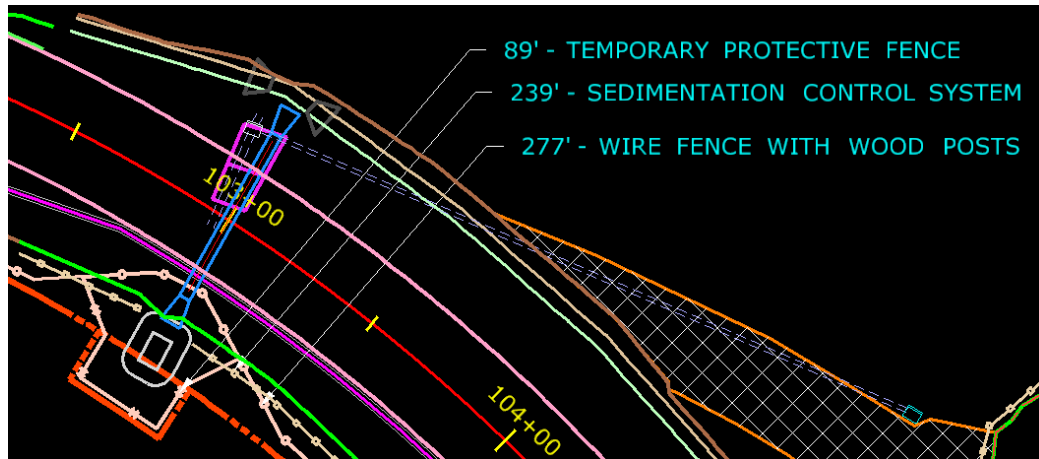 89' - TEMPORARY PROTECTIVE FENCE
239' - SEDIMENTATION CONTROL SYSTEM
277' - WIRE FENCE WITH WOOD POSTS
103+00
104+00